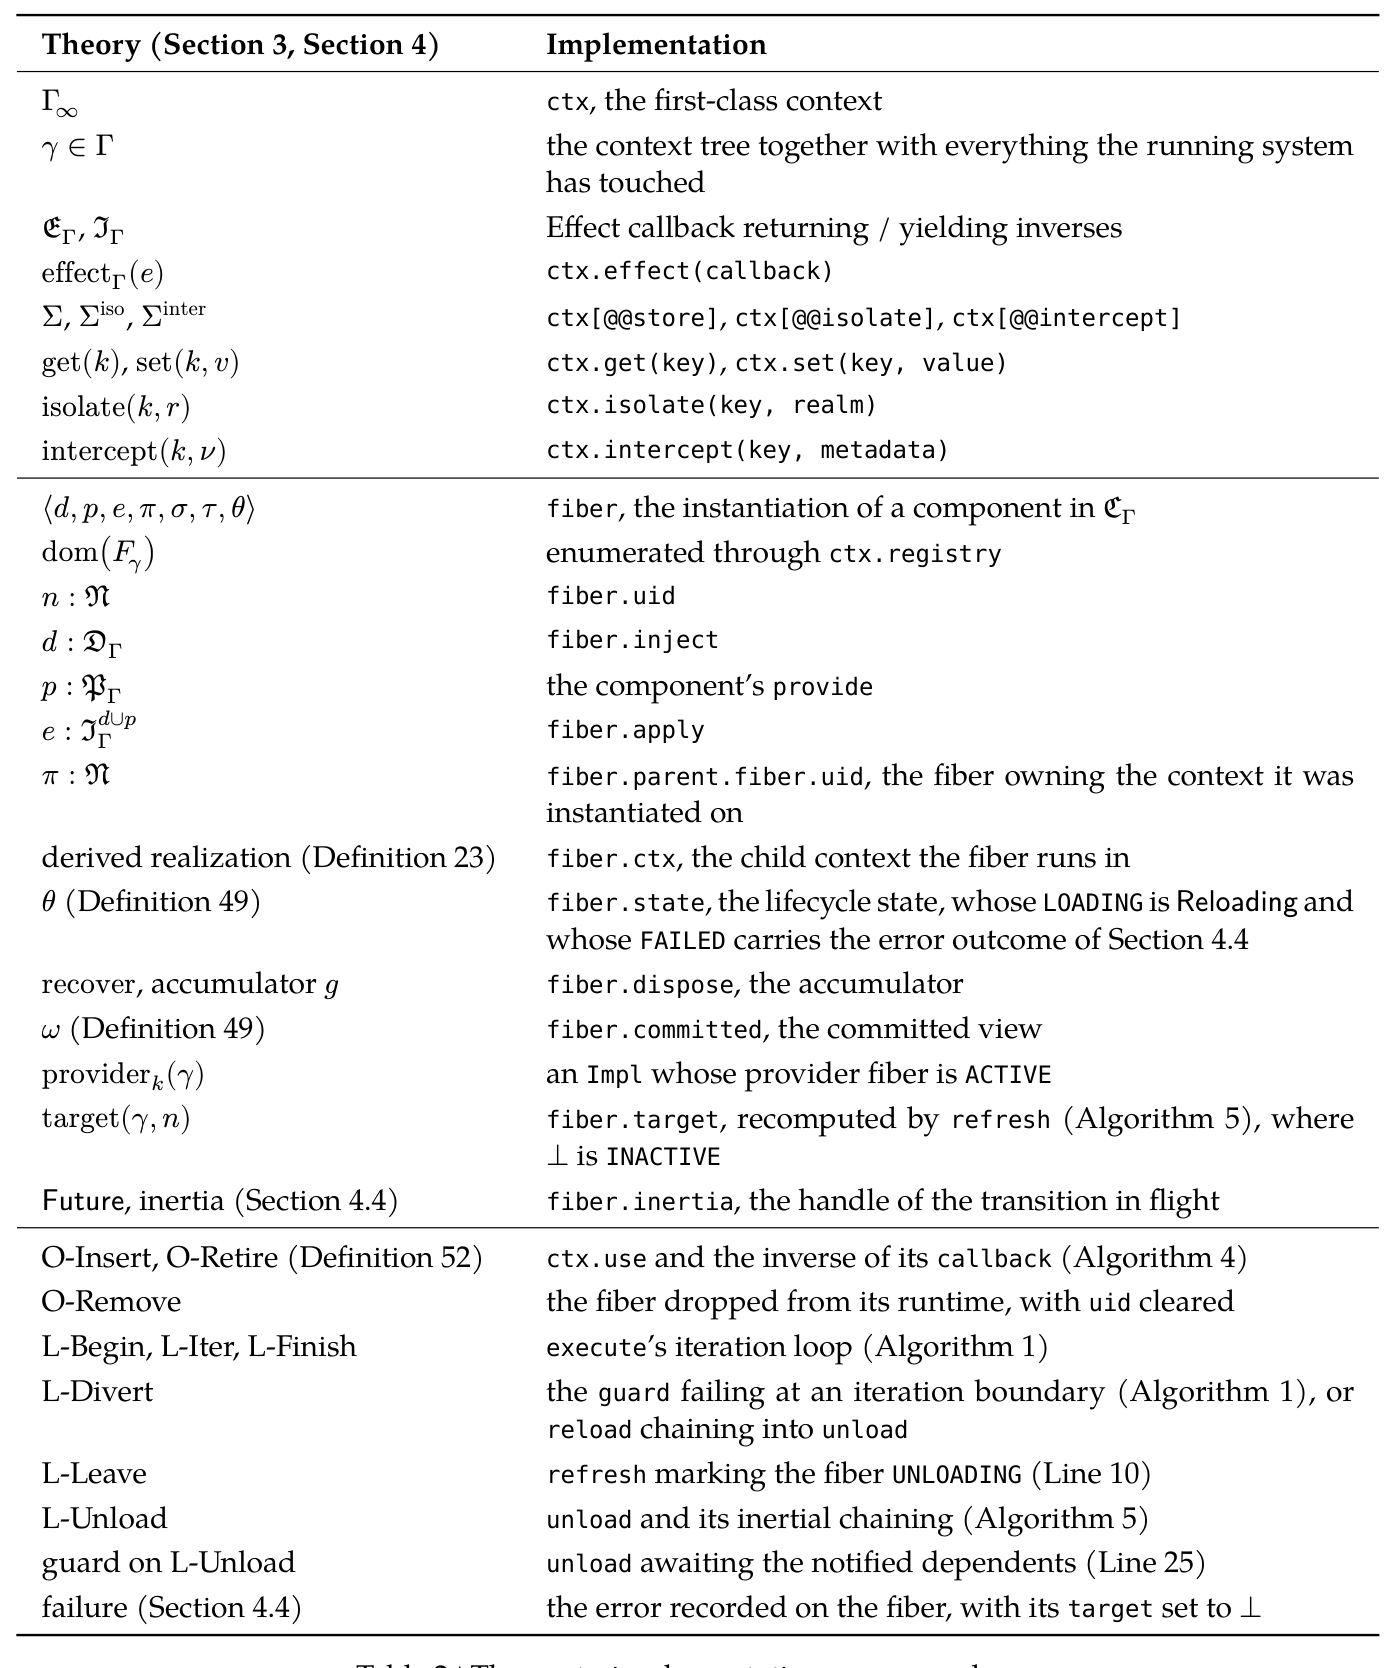 Theory (Section 3, Section 4) Implementation
Γ∞ ctx, the first-class context
γ ∈ Γ the context tree together with everything the running system
has touched
𝕰_Γ, 𝕴_Γ Effect callback returning / yielding inverses
effect_Γ(e) ctx.effect(callback)
Σ, Σ^iso, Σ^inter ctx[@@store], ctx[@@isolate], ctx[@@intercept]
get(k), set(k, v) ctx.get(key), ctx.set(key, value)
isolate(k, r) ctx.isolate(key, realm)
intercept(k, ν) ctx.intercept(key, metadata)
⟨d, p, e, π, σ, τ, θ⟩ fiber, the instantiation of a component in 𝕮_Γ
dom(F_γ) enumerated through ctx.registry
n : 𝕹 fiber.uid
d : 𝕯_Γ fiber.inject
p : 𝕻_Γ the component’s provide
e : 𝕴_Γ^{d∪p} fiber.apply
π : 𝕹 fiber.parent.fiber.uid, the fiber owning the context it was
instantiated on
derived realization (Definition 23) fiber.ctx, the child context the fiber runs in
θ (Definition 49) fiber.state, the lifecycle state, whose LOADING is Reloading and
whose FAILED carries the error outcome of Section 4.4
recover, accumulator g fiber.dispose, the accumulator
ω (Definition 49) fiber.committed, the committed view
provider_k(γ) an Impl whose provider fiber is ACTIVE
target(γ, n) fiber.target, recomputed by refresh (Algorithm 5), where
⊥ is INACTIVE
Future, inertia (Section 4.4) fiber.inertia, the handle of the transition in flight
O-Insert, O-Retire (Definition 52) ctx.use and the inverse of its callback (Algorithm 4)
O-Remove the fiber dropped from its runtime, with uid cleared
L-Begin, L-Iter, L-Finish execute’s iteration loop (Algorithm 1)
L-Divert the guard failing at an iteration boundary (Algorithm 1), or
reload chaining into unload
L-Leave refresh marking the fiber UNLOADING (Line 10)
L-Unload unload and its inertial chaining (Algorithm 5)
guard on L-Unload unload awaiting the notified dependents (Line 25)
failure (Section 4.4) the error recorded on the fiber, with its target set to ⊥